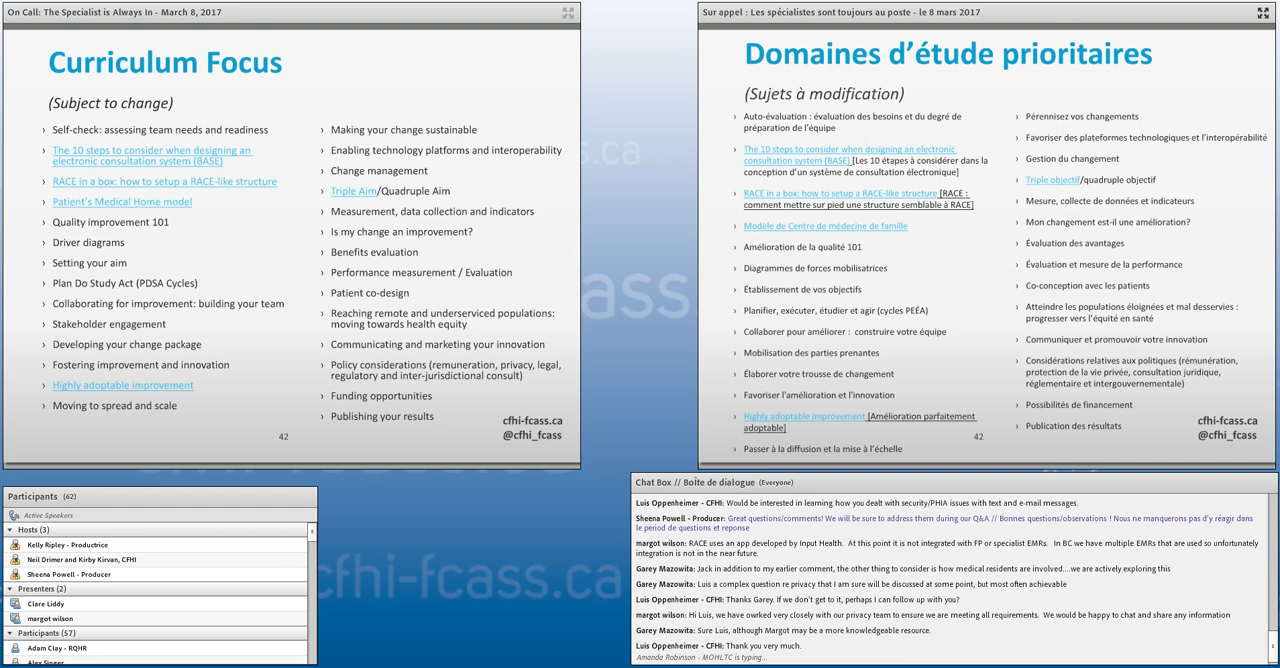 On Call: The Specialist is Always In - March 8, 2017
Curriculum Focus
(Subject to change)
› Self-check: assessing team needs and readiness
› The 10 steps to consider when designing an
electronic consultation system (BASE)
› RACE in a box: how to setup a RACE-like structure
› Patient's Medical Home model
› Quality improvement 101
› Driver diagrams
› Setting your aim
› Plan Do Study Act (PDSA Cycles)
› Collaborating for improvement: building your team
› Stakeholder engagement
› Developing your change package
› Fostering improvement and innovation
› Highly adoptable improvement
› Moving to spread and scale
› Making your change sustainable
› Enabling technology platforms and interoperability
› Change management
› Triple Aim/Quadruple Aim
› Measurement, data collection and indicators
› Is my change an improvement?
› Benefits evaluation
› Performance measurement / Evaluation
› Patient co-design
› Reaching remote and underserviced populations:
moving towards health equity
› Communicating and marketing your innovation
› Policy considerations (remuneration, privacy, legal,
regulatory and inter-jurisdictional consult)
› Funding opportunities
› Publishing your results
42
cfhi-fcass.ca
@cfhi_fcass
Sur appel : Les spécialistes sont toujours au poste - le 8 mars 2017
Domaines d'étude prioritaires
(Sujets à modification)
› Auto-évaluation : évaluation des besoins et du degré de
préparation de l'équipe
› The 10 steps to consider when designing an electronic
consultation system (BASE) [Les 10 étapes à considérer dans la
conception d'un système de consultation électronique]
› RACE in a box: how to setup a RACE-like structure [RACE :
comment mettre sur pied une structure semblable à RACE]
› Modèle de Centre de médecine de famille
› Amélioration de la qualité 101
› Diagrammes de forces mobilisatrices
› Établissement de vos objectifs
› Planifier, exécuter, étudier et agir (cycles PEÉA)
› Collaborer pour améliorer : construire votre équipe
› Mobilisation des parties prenantes
› Élaborer votre trousse de changement
› Favoriser l'amélioration et l'innovation
› Highly adoptable improvement [Amélioration parfaitement
adoptable]
› Passer à la diffusion et la mise à l'échelle
› Pérennisez vos changements
› Favoriser des plateformes technologiques et l'interopérabilité
› Gestion du changement
› Triple objectif/quadruple objectif
› Mesure, collecte de données et indicateurs
› Mon changement est-il une amélioration?
› Évaluation des avantages
› Évaluation et mesure de la performance
› Co-conception avec les patients
› Atteindre les populations éloignées et mal desservies :
progresser vers l'équité en santé
› Communiquer et promouvoir votre innovation
› Considérations relatives aux politiques (rémunération,
protection de la vie privée, consultation juridique,
réglementaire et intergouvernementale)
› Possibilités de financement
› Publication des résultats
42
cfhi-fcass.ca
@cfhi_fcass
Participants (62)
Active Speakers
Hosts (3)
Kelly Ripley - Productrice
Neil Drimer and Kirby Kirvan, CFHI
Sheena Powell - Producer
Presenters (2)
Clare Liddy
margot wilson
Participants (57)
Adam Clay - RQHR
Alex Singer
Chat Box // Boîte de dialogue (Everyone)
Luis Oppenheimer - CFHI: Would be interested in learning how you dealt with security/PHIA issues with text and e-mail messages.
Sheena Powell - Producer: Great questions/comments! We will be sure to address them during our Q&A // Bonnes questions/observations ! Nous ne manquerons pas d'y réagir dans
le period de questions et reponse
margot wilson: RACE uses an app developed by Input Health. At this point it is not integrated with FP or specialist EMRs. In BC we have multiple EMRs that are used so unfortunately
integration is not in the near future.
Garey Mazowita: Jack in addition to my earlier comment, the other thing to consider is how medical residents are involved....we are actively exploring this
Garey Mazowita: Luis a complex question re privacy that I am sure will be discussed at some point, but most often achievable
Luis Oppenheimer - CFHI: Thanks Garey. If we don't get to it, perhaps I can follow up with you?
margot wilson: Hi Luis, we have owrked very closely with our privacy team to ensure we are meeting all requirements. We would be happy to chat and share any information
Garey Mazowita: Sure Luis, although Margot may be a more knowledgeable resource.
Luis Oppenheimer - CFHI: Thank you very much.
Amanda Robinson - MOHLTC is typing...